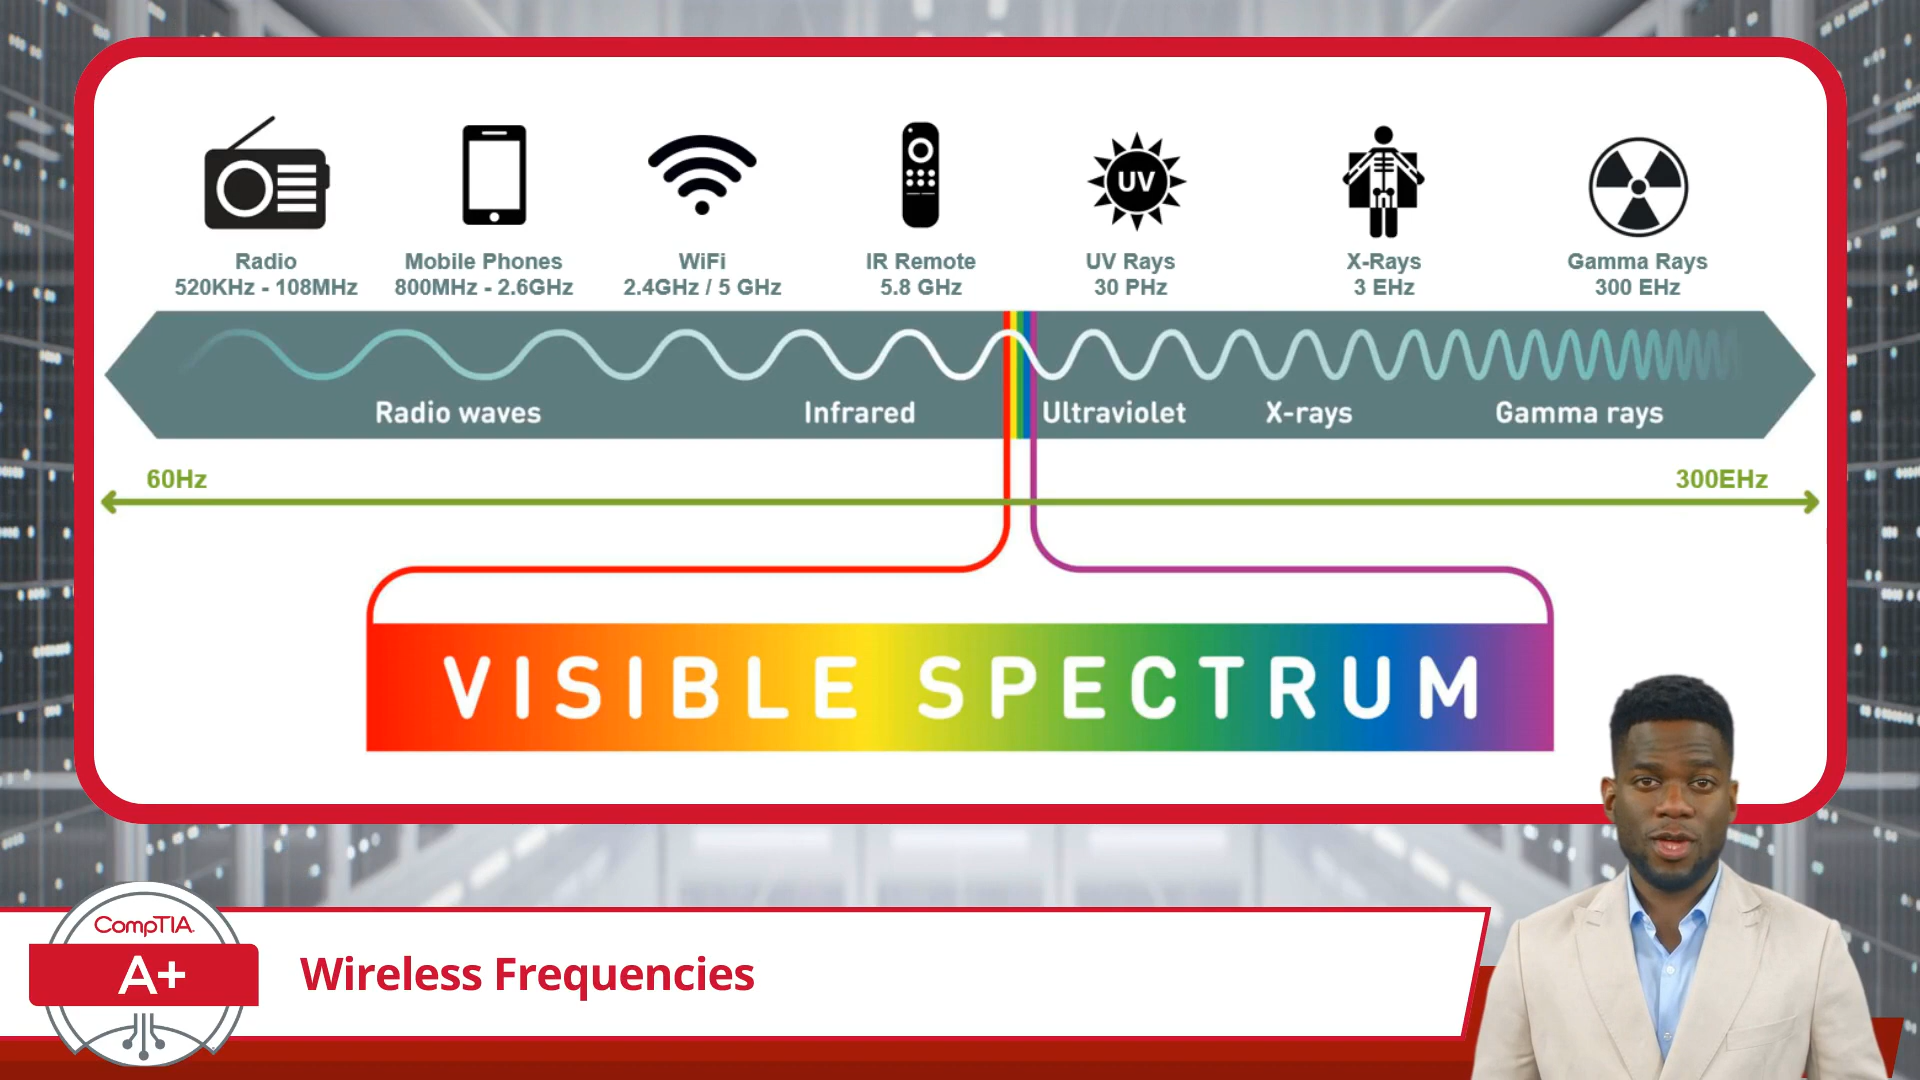 UV
Radio
520KHz - 108MHz
Mobile Phones
800MHz - 2.6GHz
WiFi
2.4GHz / 5 GHz
IR Remote
5.8 GHz
UV Rays
30 PHz
X-Rays
3 EHz
Gamma Rays
300 EHz
Radio waves
Infrared
Ultraviolet
X-rays
Gamma rays
60Hz
300EHz
VISIBLE SPECTRUM
CompTIA.
A+
Wireless Frequencies